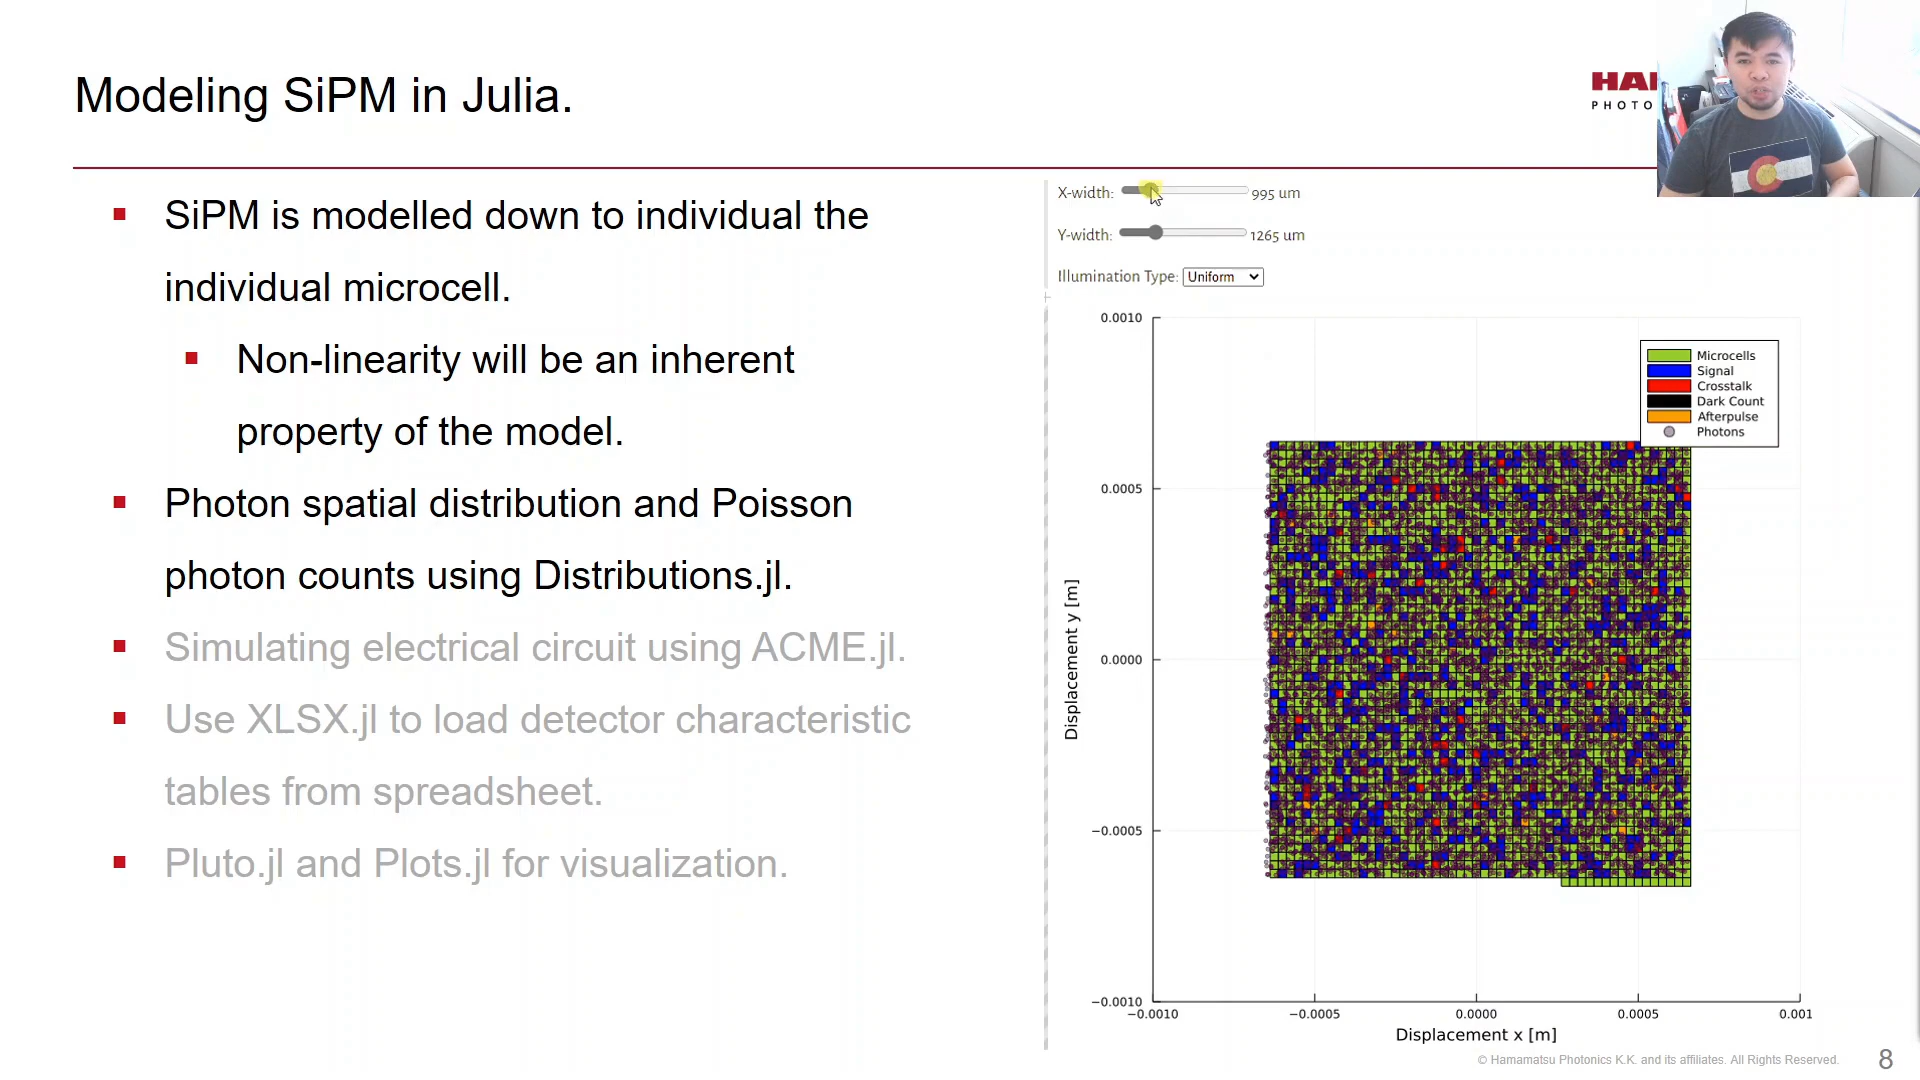 Modeling SiPM in Julia.
HA
PHOTO
SiPM is modelled down to individual the
individual microcell.
Non-linearity will be an inherent
property of the model.
Photon spatial distribution and Poisson
photon counts using Distributions.jl.
Simulating electrical circuit using ACME.jl.
Use XLSX.jl to load detector characteristic
tables from spreadsheet.
Pluto.jl and Plots.jl for visualization.
X-width: 995 um
Y-width: 1265 um
Illumination Type: Uniform
Microcells
Signal
Crosstalk
Dark Count
Afterpulse
Photons
0.0010
0.0005
0.0000
−0.0005
−0.0010
Displacement y [m]
−0.0010 −0.0005 0.0000 0.0005 0.001
Displacement x [m]
© Hamamatsu Photonics K.K. and its affiliates. All Rights Reserved.
8